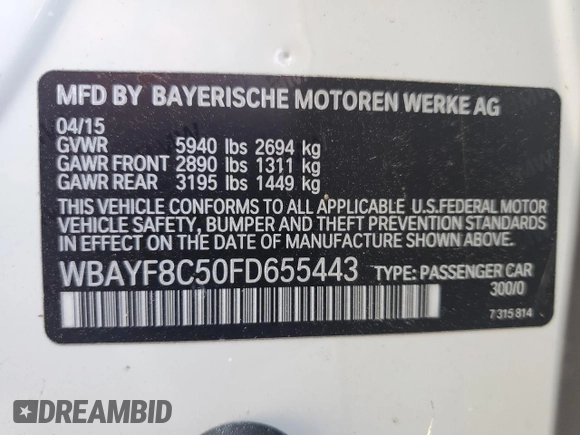 MFD BY BAYERISCHE MOTOREN WERKE AG
04/15
GVWR 5940 lbs 2694 kg
GAWR FRONT 2890 lbs 1311 kg
GAWR REAR 3195 lbs 1449 kg
THIS VEHICLE CONFORMS TO ALL APPLICABLE U.S.FEDERAL MOTOR
VEHICLE SAFETY, BUMPER AND THEFT PREVENTION STANDARDS
IN EFFECT ON THE DATE OF MANUFACTURE SHOWN ABOVE.
WBAYF8C50FD655443 TYPE: PASSENGER CAR
300/0
7 315 814
DREAMBID